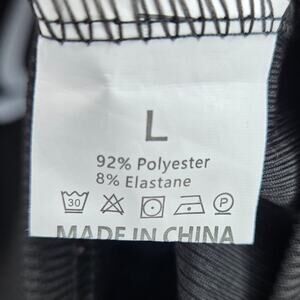 L
92% Polyester
8% Elastane
30
P
MADE IN CHINA